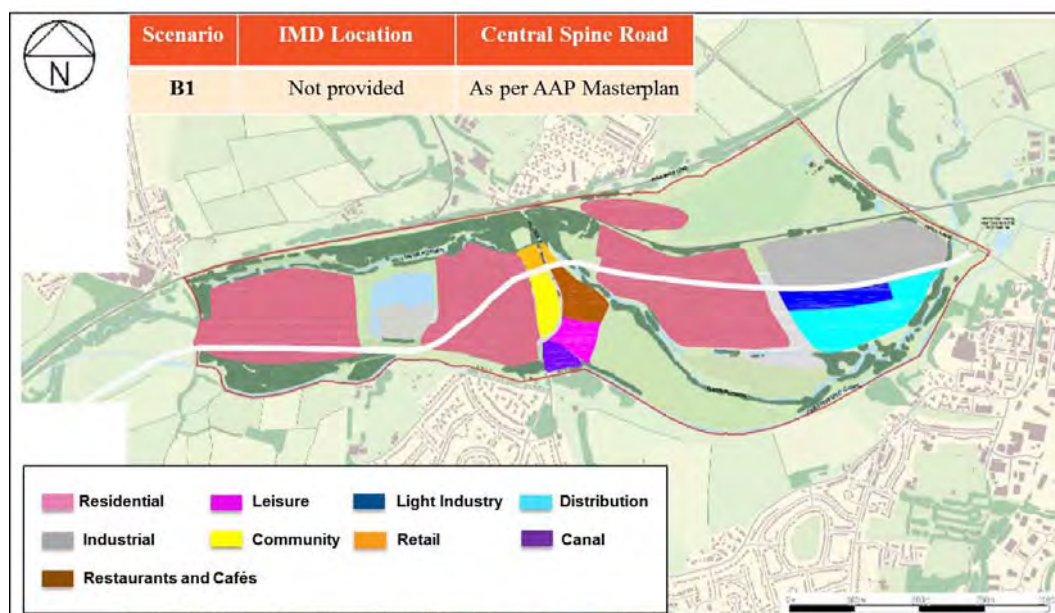 Scenario IMD Location Central Spine Road
B1 Not provided As per AAP Masterplan
N
Residential Leisure Light Industry Distribution
Industrial Community Retail Canal
Restaurants and Cafés